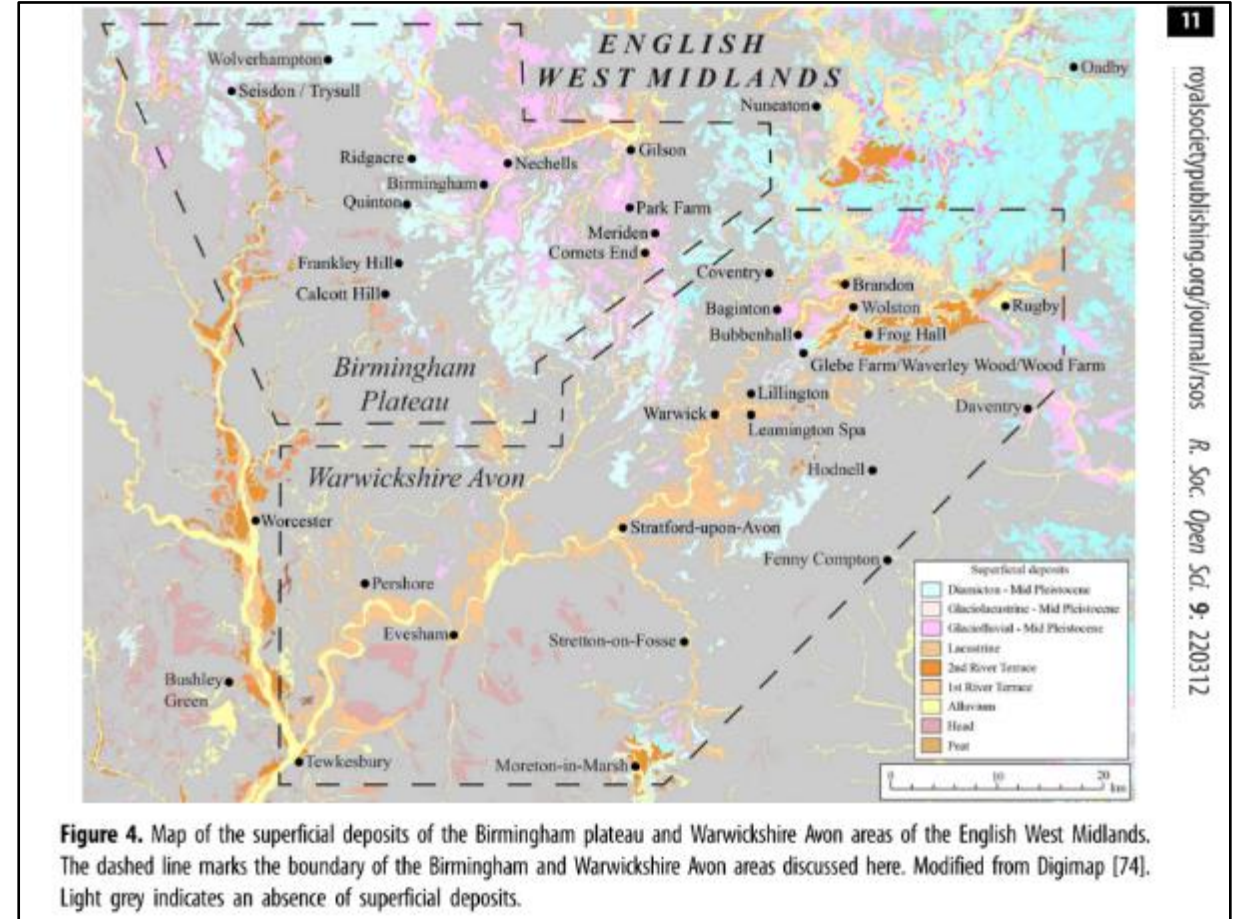 11
royalsocietypublishing.org/journal/rsos R. Soc. Open Sci. 9: 220312
ENGLISH
WEST MIDLANDS
Wolverhampton
Oadby
Seisdon / Trysull
Nuneaton
Ridgacre
Nechells
Gilson
Birmingham
Quinton
Park Farm
Meriden
Cornets End
Frankley Hill
Coventry
Calcott Hill
Brandon
Baginton
Wolston
Rugby
Bubbenhall
Frog Hall
Glebe Farm/Waverley Wood/Wood Farm
Birmingham
Plateau
Lillington
Warwick
Daventry
Leamington Spa
Warwickshire Avon
Hodnell
Worcester
Stratford-upon-Avon
Fenny Compton
Pershore
Evesham
Stretton-on-Fosse
Bushley
Green
Tewkesbury
Moreton-in-Marsh
Superficial deposits
Diamicton - Mid Pleistocene
Glaciolacustrine - Mid Pleistocene
Glaciofluvial - Mid Pleistocene
Lacustrine
2nd River Terrace
1st River Terrace
Alluvium
Head
Peat
0 10 20
km
Figure 4. Map of the superficial deposits of the Birmingham plateau and Warwickshire Avon areas of the English West Midlands.
The dashed line marks the boundary of the Birmingham and Warwickshire Avon areas discussed here. Modified from Digimap [74].
Light grey indicates an absence of superficial deposits.